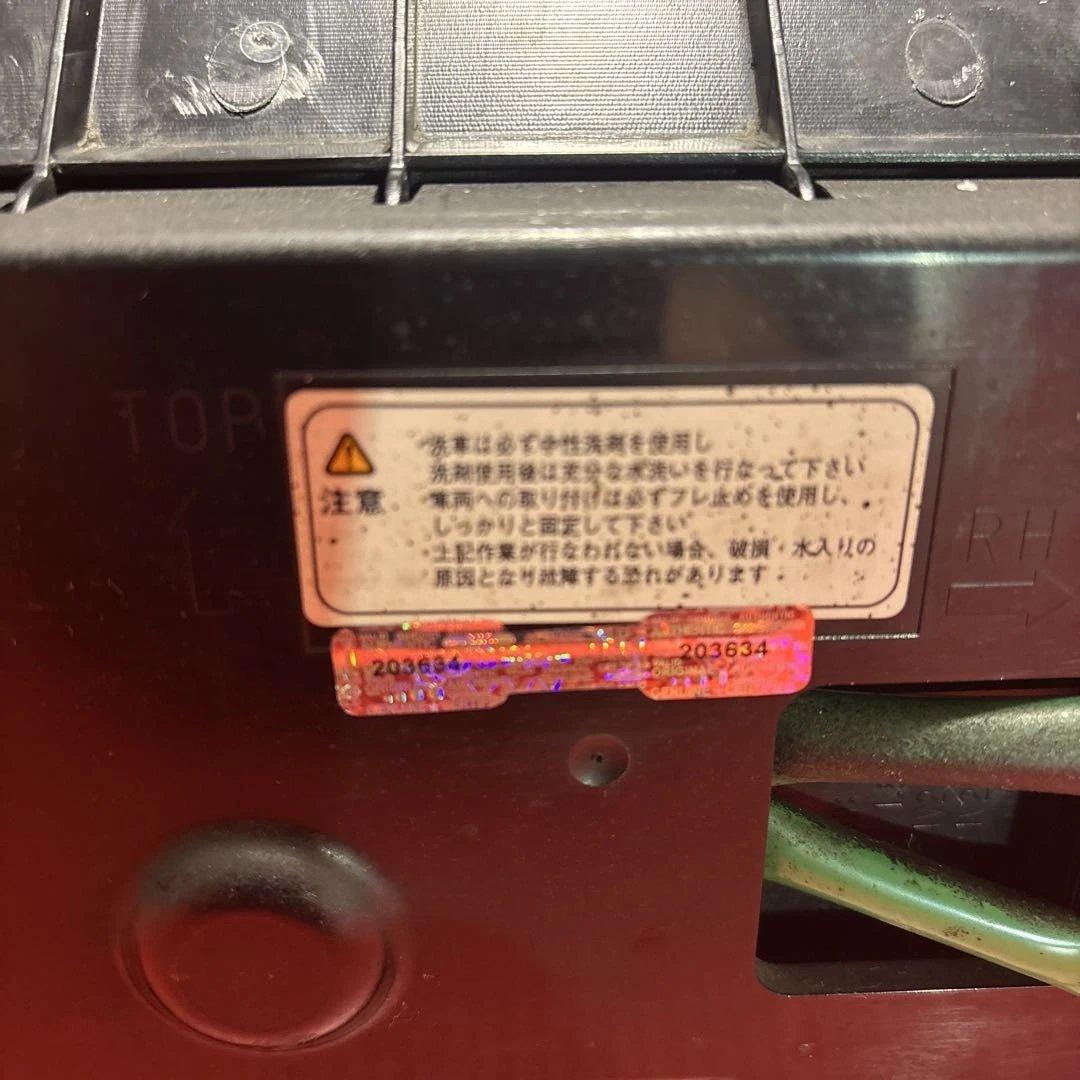 TOP
注意
・洗車は必ず中性洗剤を使用し
洗剤使用後は充分な水洗いを行なって下さい
・車両への取り付けは必ずフレ止めを使用し、
しっかりと固定して下さい
・上記作業が行なわれない場合、破損・水入りの
原因となり故障する恐れがあります
RH
203634
203634
GENUINE